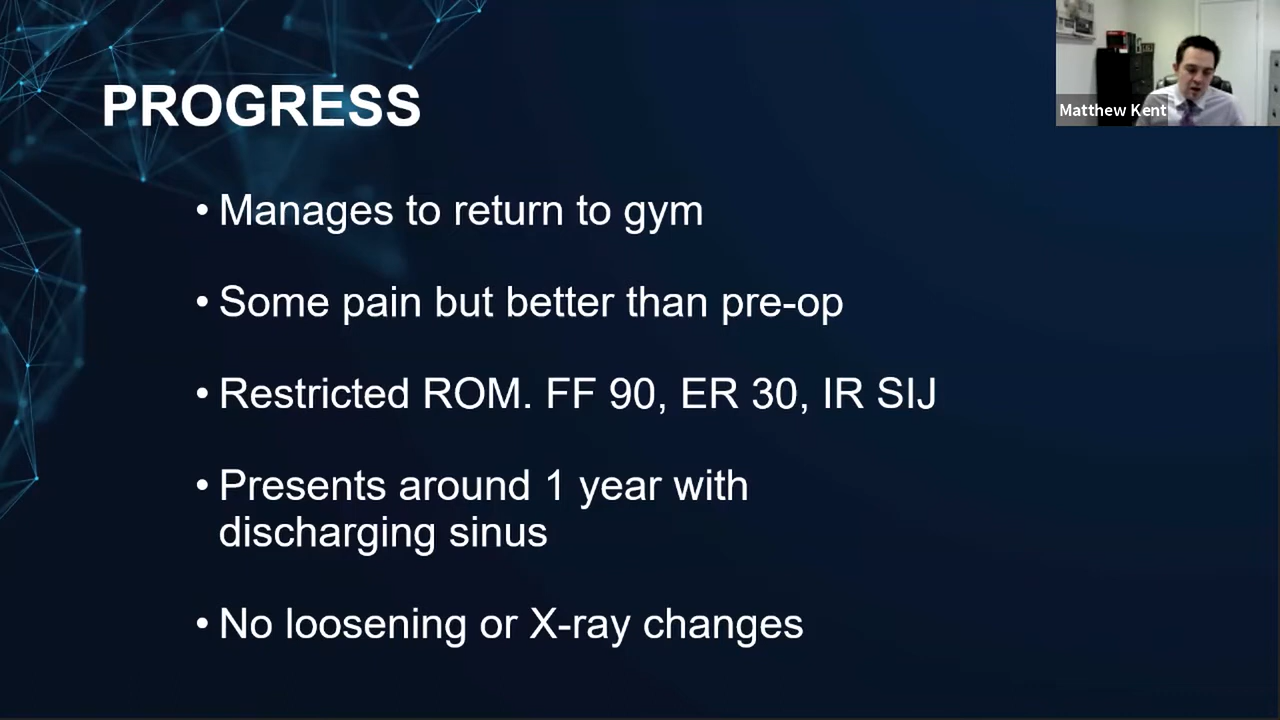 PROGRESS
Matthew Kent
• Manages to return to gym
• Some pain but better than pre-op
• Restricted ROM. FF 90, ER 30, IR SIJ
• Presents around 1 year with
discharging sinus
• No loosening or X-ray changes